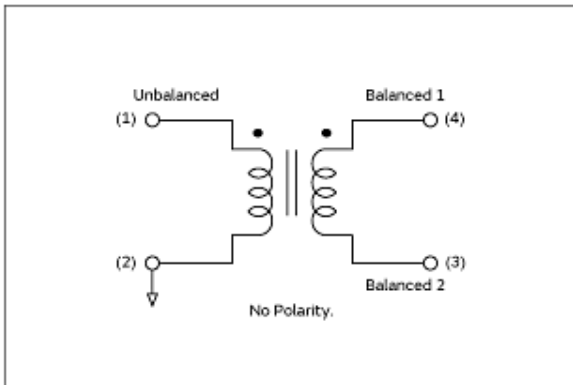 Unbalanced Balanced 1
(1) (4)
(2) (3)
Balanced 2
No Polarity.